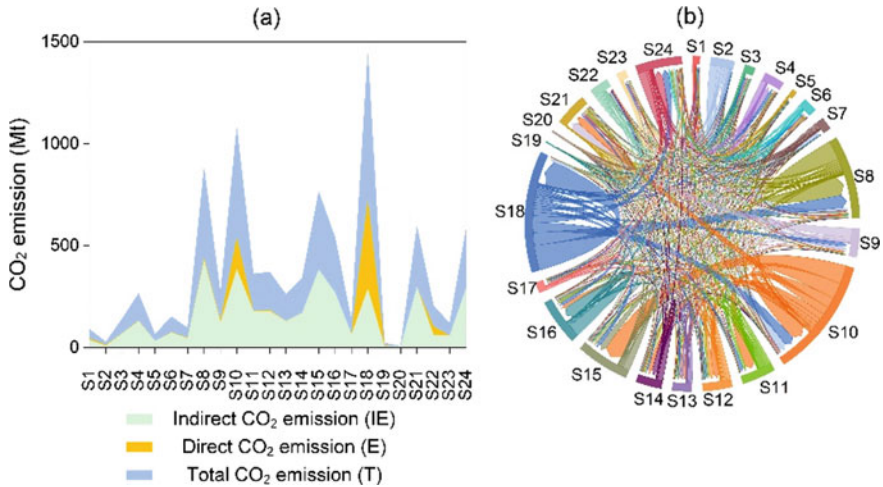 (a)
1500
1000
500
0
CO₂ emission (Mt)
S1
S2
S3
S4
S5
S6
S7
S8
S9
S10
S11
S12
S13
S14
S15
S16
S17
S18
S19
S20
S21
S22
S23
S24
Indirect CO₂ emission (IE)
Direct CO₂ emission (E)
Total CO₂ emission (T)
(b)
S1
S2
S3
S4
S5
S6
S7
S8
S9
S10
S11
S12
S13
S14
S15
S16
S17
S18
S19
S20
S21
S22
S23
S24